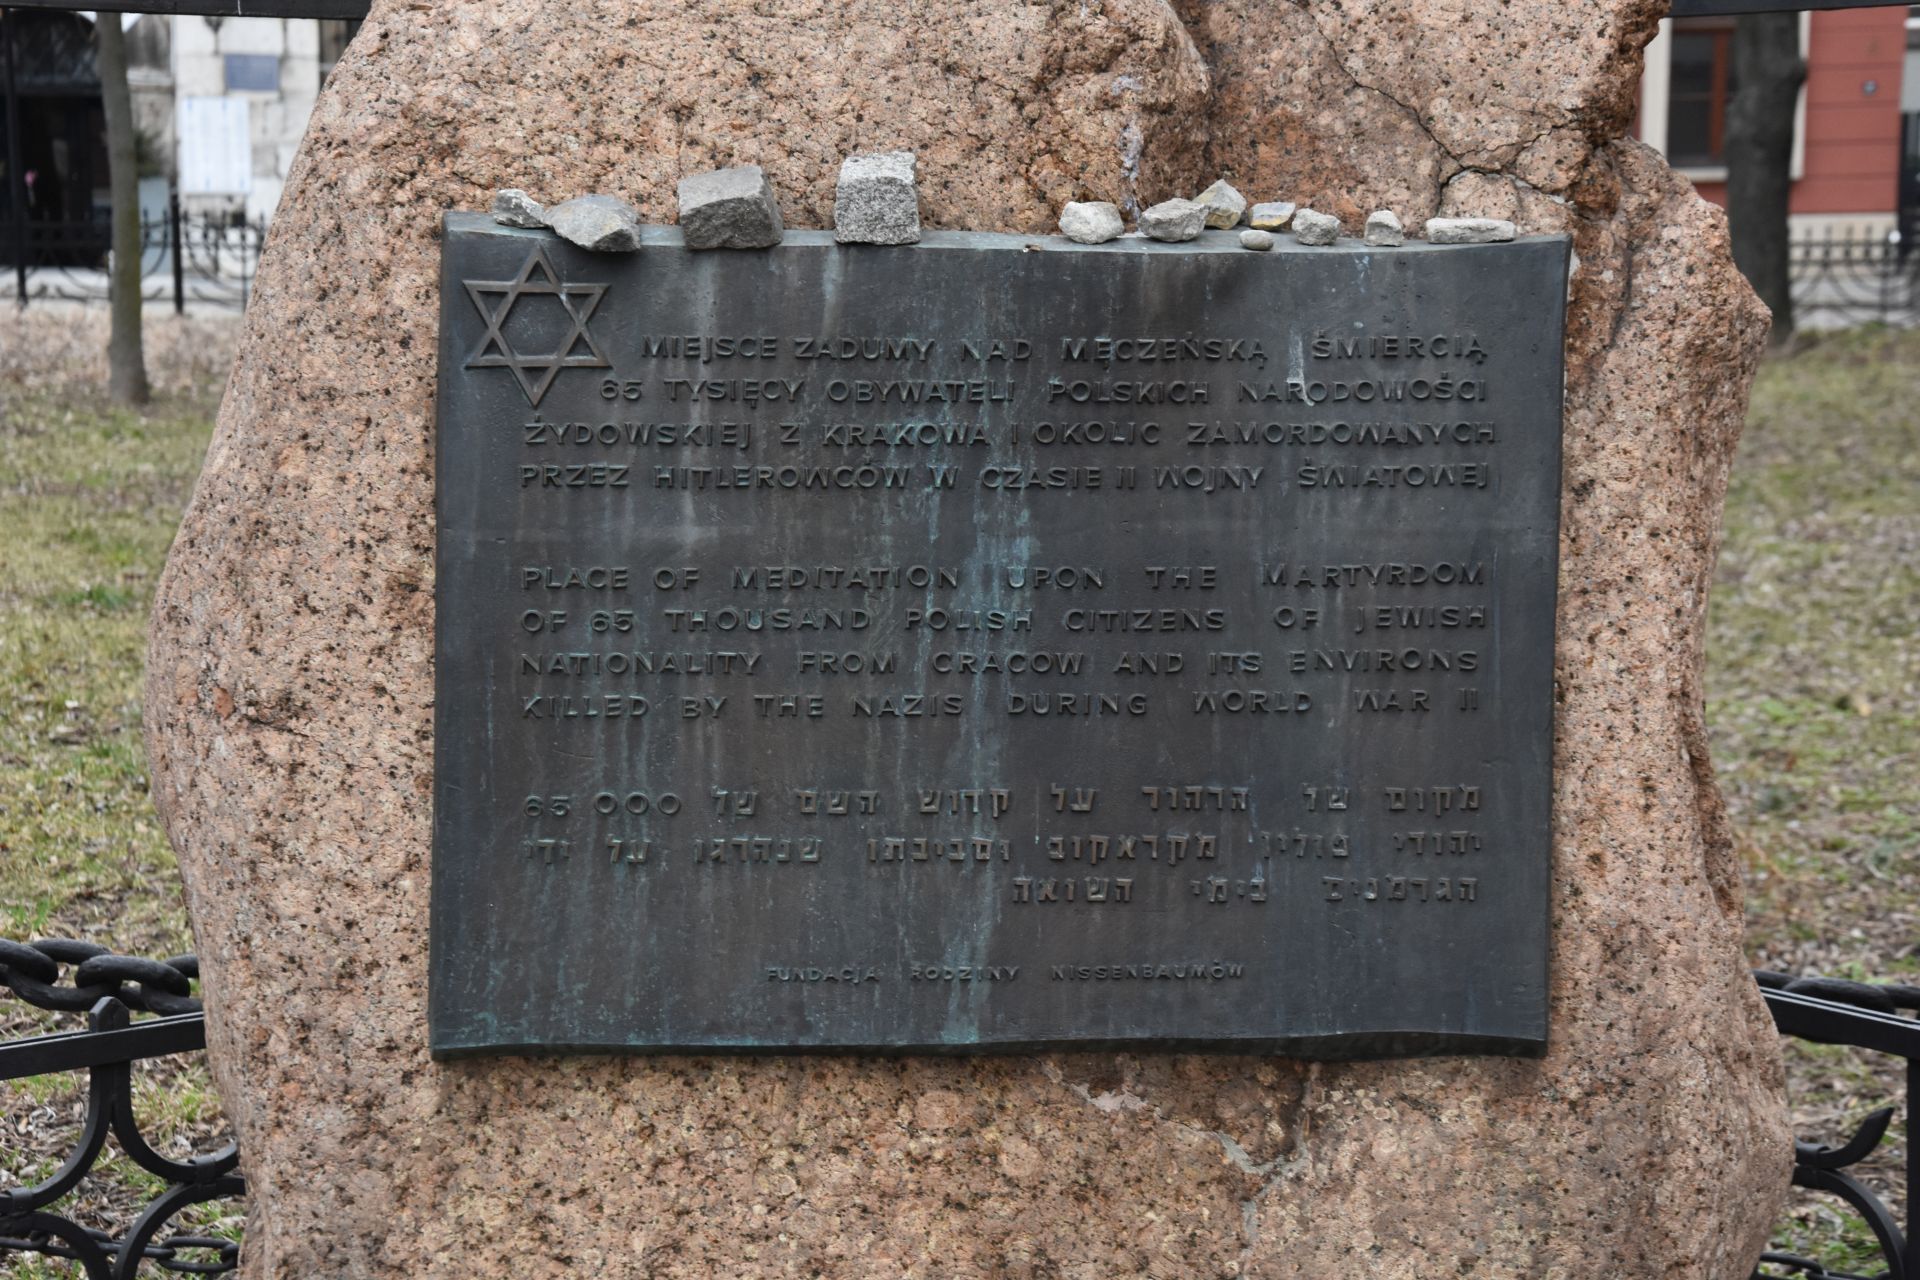 MIEJSCE ZADUMY NAD MĘCZEŃSKĄ ŚMIERCIĄ
65 TYSIĘCY OBYWATELI POLSKICH NARODOWOŚCI
ŻYDOWSKIEJ Z KRAKOWA I OKOLIC ZAMORDOWANYCH
PRZEZ HITLEROWCÓW W CZASIE II WOJNY ŚWIATOWEJ
PLACE OF MEDITATION UPON THE MARTYRDOM
OF 65 THOUSAND POLISH CITIZENS OF JEWISH
NATIONALITY FROM CRACOW AND ITS ENVIRONS
KILLED BY THE NAZIS DURING WORLD WAR II
מקום של הרהור על קדוש השם של 65 000
יהודי פולין מקראקוב וסביבתו שנהרגו על ידי
הגרמנים בימי השואה
FUNDACJA RODZINY NISSENBAUMÓW